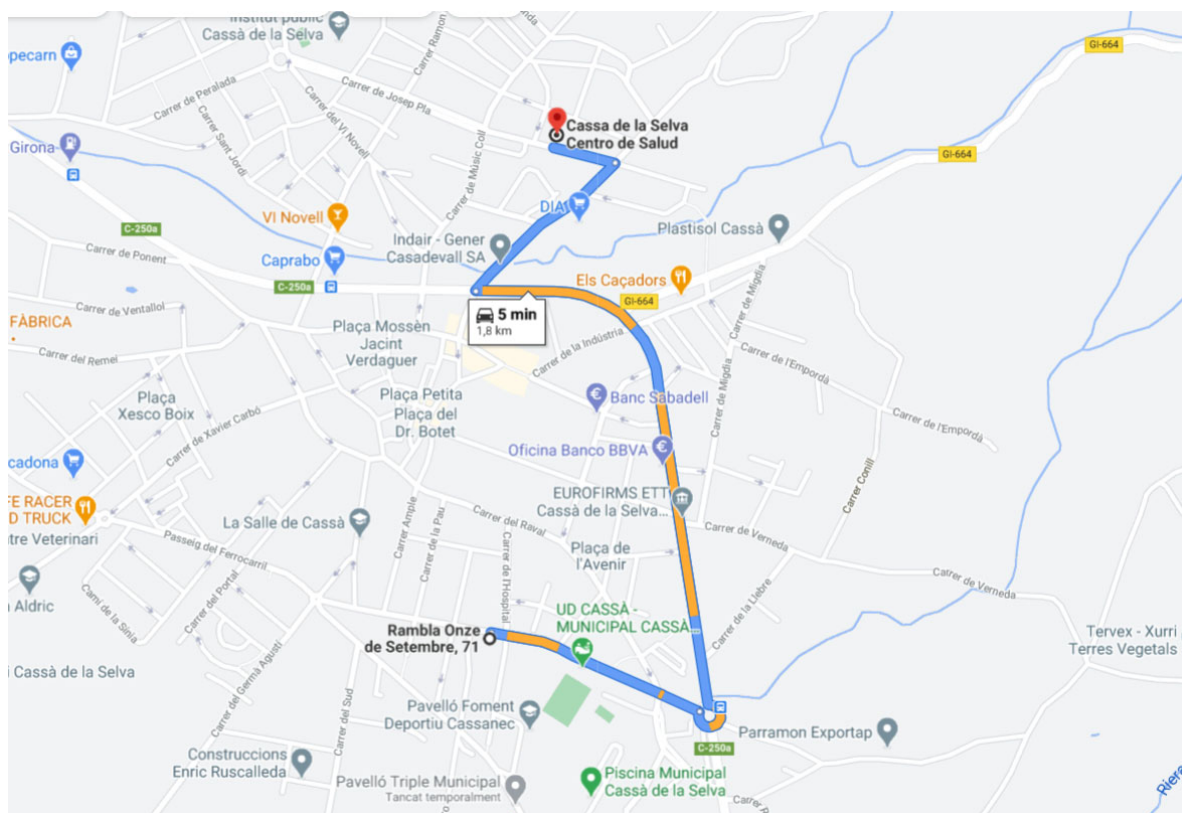 Institut públic
Cassà de la Selva
Carrer Ramon
GI-664
Carrer de Peralada
Carrer de Josep Pla
Carrer del Vi Novell
Cassa de la Selva
Centro de Salud
Girona
Carrer Sant Jordi
Carrer de Músic Coll
GI-664
DIA
VI Novell
C-250a
Indair - Gener
Casadevall SA
Plastisol Cassà
Carrer de Ponent
Caprabo
Els Caçadors
C-250a
GI-664
Carrer de Migdia
Carrer de Ventallol
5 min
1,8 km
FÀBRICA
Plaça Mossèn
Jacint
Verdaguer
Carrer de la Indústria
Carrer del Remei
Carrer de l'Empordà
Plaça
Xesco Boix
Plaça Petita
Plaça del
Dr. Botet
Banc Sabadell
Carrer de Migdia
Carrer de l'Empordà
Carrer de Xavier Carbó
Oficina Banco BBVA
cadona
Carrer Conill
EUROFIRMS ETT
Cassà de la Selva...
FE RACER
D TRUCK
La Salle de Cassà
Carrer Ample
Carrer de la Pau
Carrer del Raval
Carrer de Verneda
tre Veterinari
Passeig del Ferrocarril
Plaça de
l'Avenir
Carrer de l'Hospital
Carrer de Verneda
Aldric
Camí de la Sínia
Carrer del Portal
Carrer de la Llebre
UD CASSÀ -
MUNICIPAL CASSÀ...
Rambla Onze
de Setembre, 71
Tervex - Xurri
Terres Vegetals
i Cassà de la Selva
Carrer del Germà Agustí
Carrer del Sud
Pavelló Foment
Deportiu Cassanec
Parramon Exportap
C-250a
Construccions
Enric Ruscalleda
Pavelló Triple Municipal
Tancat temporalment
Piscina Municipal
Cassà de la Selva
Riera